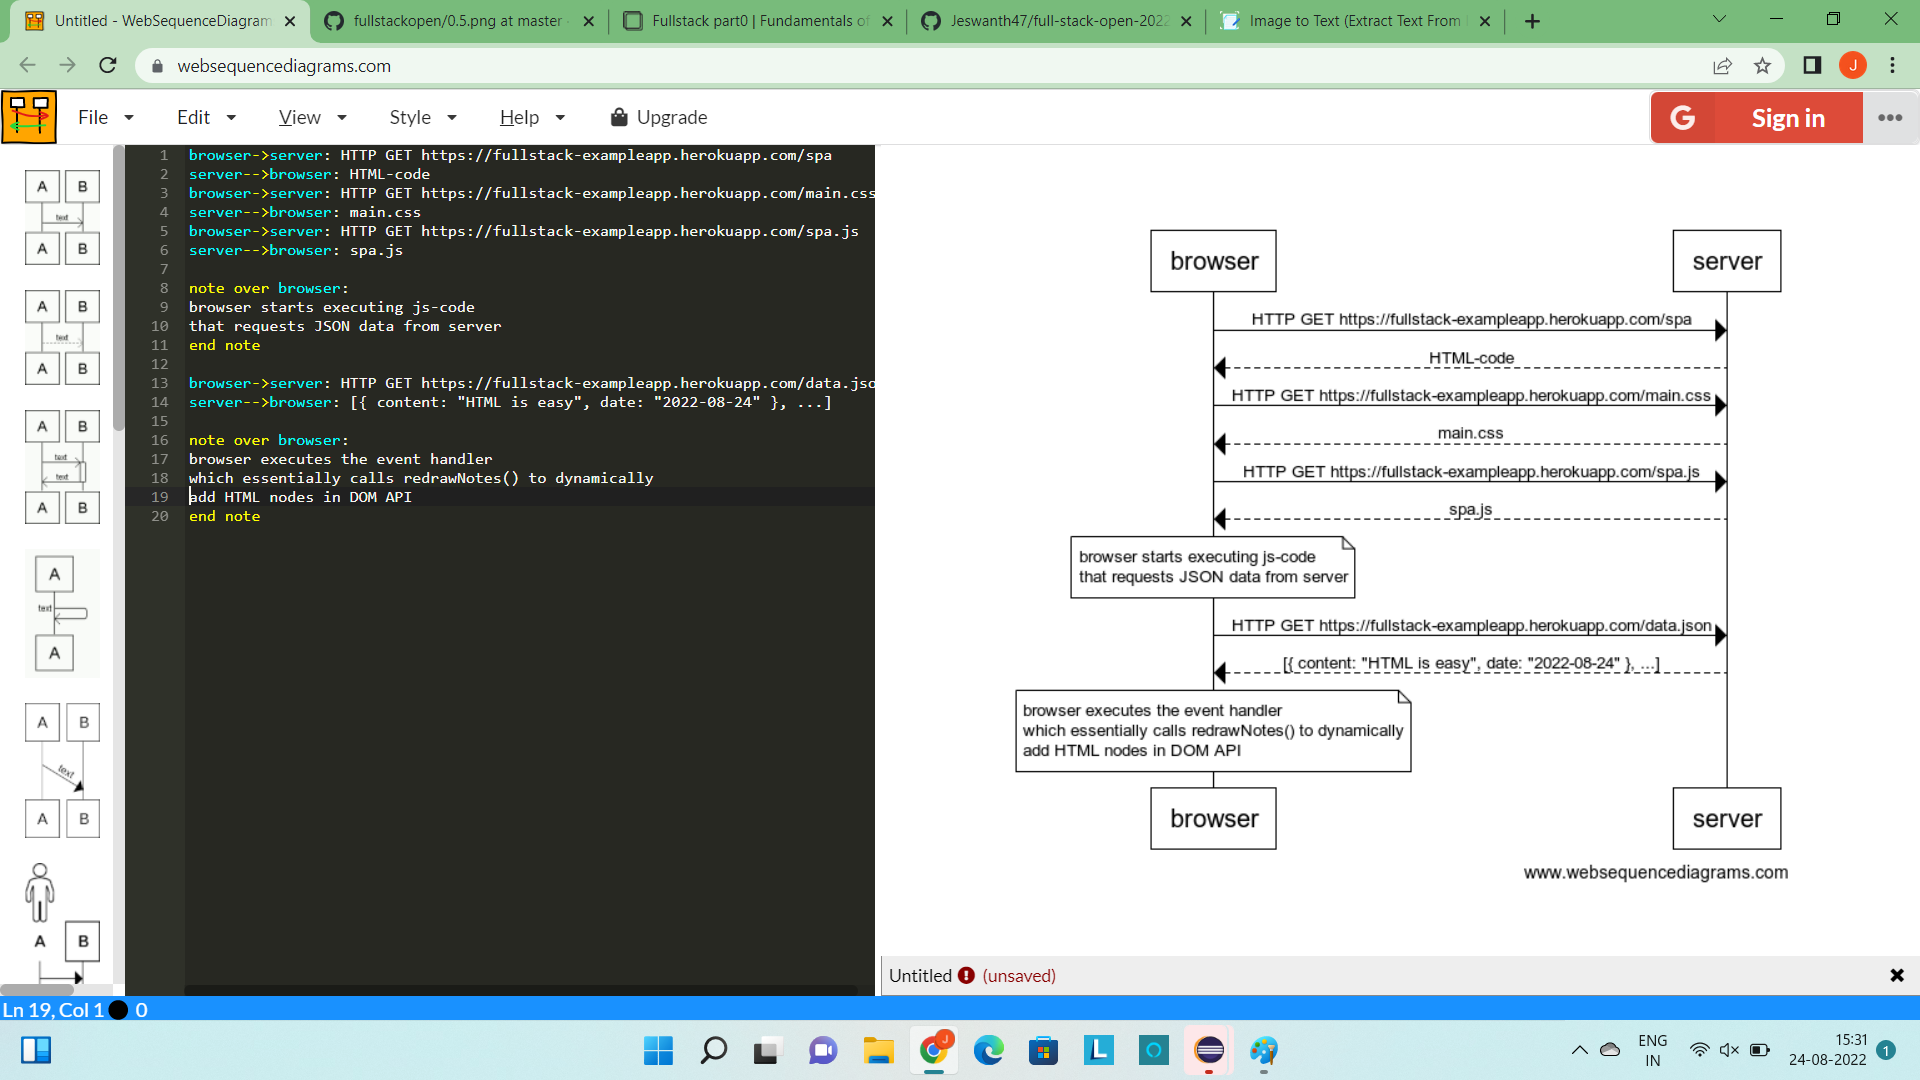 Untitled - WebSequenceDiagram
fullstackopen/0.5.png at master
Fullstack part0 | Fundamentals of
Jeswanth47/full-stack-open-2022
Image to Text (Extract Text From
websequencediagrams.com
J
File
Edit
View
Style
Help
Upgrade
G Sign in
A B
text
A B
A B
text
A B
A B
text
text
A B
A
text
A
A B
text
A B
A B
1 browser->server: HTTP GET https://fullstack-exampleapp.herokuapp.com/spa
2 server-->browser: HTML-code
3 browser->server: HTTP GET https://fullstack-exampleapp.herokuapp.com/main.css
4 server-->browser: main.css
5 browser->server: HTTP GET https://fullstack-exampleapp.herokuapp.com/spa.js
6 server-->browser: spa.js
7
8 note over browser:
9 browser starts executing js-code
10 that requests JSON data from server
11 end note
12
13 browser->server: HTTP GET https://fullstack-exampleapp.herokuapp.com/data.jso
14 server-->browser: [{ content: "HTML is easy", date: "2022-08-24" }, ...]
15
16 note over browser:
17 browser executes the event handler
18 which essentially calls redrawNotes() to dynamically
19 add HTML nodes in DOM API
20 end note
browser server
HTTP GET https://fullstack-exampleapp.herokuapp.com/spa
HTML-code
HTTP GET https://fullstack-exampleapp.herokuapp.com/main.css
main.css
HTTP GET https://fullstack-exampleapp.herokuapp.com/spa.js
spa.js
browser starts executing js-code
that requests JSON data from server
HTTP GET https://fullstack-exampleapp.herokuapp.com/data.json
[{ content: "HTML is easy", date: "2022-08-24" }, ...]
browser executes the event handler
which essentially calls redrawNotes() to dynamically
add HTML nodes in DOM API
browser server
www.websequencediagrams.com
Untitled (unsaved)
Ln 19, Col 1 0
J
L
ENG
IN
15:31
24-08-2022
1